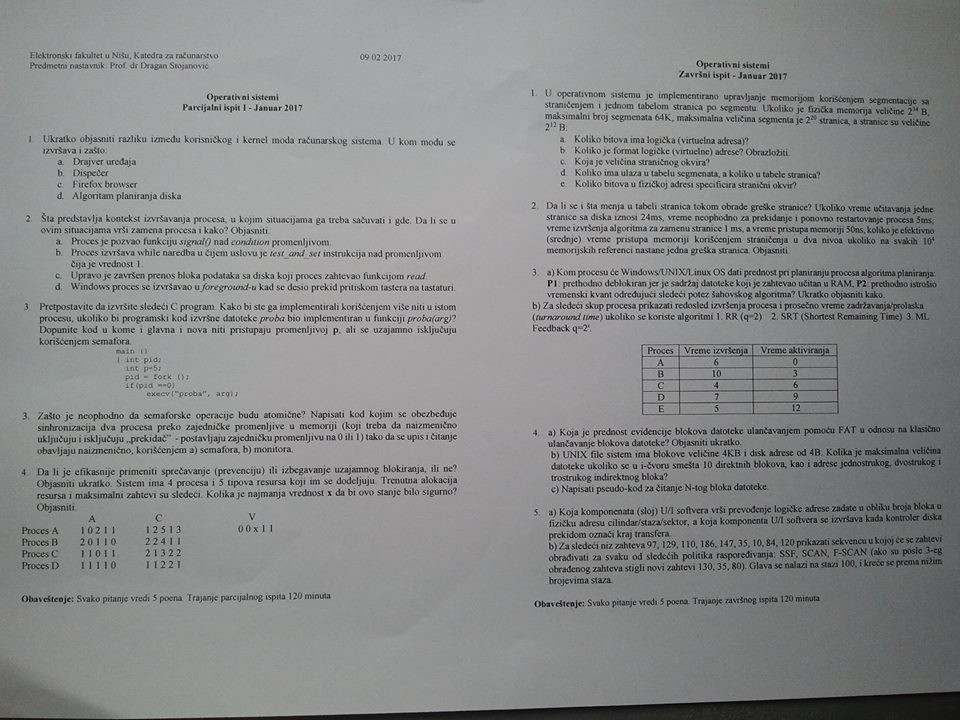 Elektronski fakultet u Nišu, Katedra za računarstvo
09 02 2017
Predmetni nastavnik: Prof. dr Dragan Stojanović
Operativni sistemi
Parcijalni ispit I - Januar 2017
1. Ukratko objasniti razliku između korisničkog i kernel moda računarskog sistema. U kom modu se
izvršava i zašto:
a. Drajver uređaja
b. Dispečer
c. Firefox browser
d. Algoritam planiranja diska
2. Šta predstavlja kontekst izvršavanja procesa, u kojim situacijama ga treba sačuvati i gde. Da li se u
ovim situacijama vrši zamena procesa i kako? Objasniti.
a. Proces je pozvao funkciju signal() nad condition promenljivom.
b. Proces izvršava while naredba u čijem uslovu je test_and_set instrukcija nad promenljivom
čija je vrednost 1.
c. Upravo je završen prenos bloka podataka sa diska koji proces zahtevao funkcijom read.
d. Windows proces se izvršavao u foreground-u kad se desio prekid pritiskom tastera na tastaturi.
3 Pretpostavite da izvršite sledeći C program. Kako bi ste ga implementirali korišćenjem više niti u istom
procesu, ukoliko bi programski kod izvršne datoteke proba bio implementiran u funkciji proba(arg)?
Dopunite kod u kome i glavna i nova niti pristupaju promenljivoj p, ali se uzajamno isključuju
korišćenjem semafora.
main ()
{ int pid;
int p=5;
pid = fork ();
if(pid ==0)
execv("proba", arg);
3. Zašto je neophodno da semaforske operacije budu atomične? Napisati kod kojim se obezbeđuje
sinhronizacija dva procesa preko zajedničke promenljive u memoriji (koji treba da naizmenično
uključuju i isključuju „prekidač" - postavljaju zajedničku promenljivu na 0 ili 1) tako da se upis i čitanje
obavljaju naizmenično, korišćenjem a) semafora, b) monitora.
4. Da li je efikasnije primeniti sprečavanje (prevenciju) ili izbegavanje uzajamnog blokiranja, ili ne?
Objasniti ukratko. Sistem ima 4 procesa i 5 tipova resursa koji im se dodeljuju. Trenutna alokacija
resursa i maksimalni zahtevi su sledeći. Kolika je najmanja vrednost x da bi ovo stanje bilo sigurno?
Objasniti.
A C V
Proces A 1 0 2 1 1 1 2 5 1 3 0 0 x 1 1
Proces B 2 0 1 1 0 2 2 4 1 1
Proces C 1 1 0 1 1 2 1 3 2 2
Proces D 1 1 1 1 0 1 1 2 2 1
Obaveštenje: Svako pitanje vredi 5 poena. Trajanje parcijalnog ispita 120 minuta
Operativni sistemi
Završni ispit - Januar 2017
1. U operativnom sistemu je implementirano upravljanje memorijom korišćenjem segmentacije sa
straničenjem i jednom tabelom stranica po segmentu. Ukoliko je fizička memorija veličine 2³⁴ B,
maksimalni broj segmenata 64K, maksimalna veličina segmenta je 2²⁰ stranica, a stranice su veličine
2¹² B:
a. Koliko bitova ima logička (virtuelna adresa)?
b. Koliko je format logičke (virtuelne) adrese? Obrazložiti.
c. Koja je veličina straničnog okvira?
d. Koliko ima ulaza u tabelu segmenata, a koliko u tabele stranica?
e. Koliko bitova u fizičkoj adresi specificira stranični okvir?
2. Da li se i šta menja u tabeli stranica tokom obrade greške stranice? Ukoliko vreme učitavanja jedne
stranice sa diska iznosi 24ms, vreme neophodno za prekidanje i ponovno restartovanje procesa 5ms,
vreme izvršenja algoritma za zamenu stranice 1 ms, a vreme pristupa memoriji 50ns, koliko je efektivno
(srednje) vreme pristupa memoriji korišćenjem straničenja u dva nivoa ukoliko na svakih 10⁶
memorijskih referenci nastane jedna greška stranica. Objasniti.
3. a) Kom procesu će Windows/UNIX/Linux OS dati prednost pri planiranju procesa algoritma planiranja:
P1: prethodno deblokiran jer je sadržaj datoteke koji je zahtevao učitan u RAM, P2: prethodno istrošio
vremenski kvant određujući sledeći potez šahovskog algoritma? Ukratko objasniti kako.
b) Za sledeći skup procesa prikazati redosled izvršenja procesa i prosečno vreme zadržavanja/prolaska
(turnaround time) ukoliko se koriste algoritmi 1. RR (q=2) 2. SRT (Shortest Remaining Time) 3. ML
Feedback q=2ⁱ.
Proces Vreme izvršenja Vreme aktiviranja
A 6 0
B 10 3
C 4 6
D 7 9
E 5 12
4. a) Koja je prednost evidencije blokova datoteke ulančavanjem pomoću FAT u odnosu na klasično
ulančavanje blokova datoteke? Objasniti ukratko.
b) UNIX file sistem ima blokove veličine 4KB i disk adrese od 4B. Kolika je maksimalna veličina
datoteke ukoliko se u i-čvoru smešta 10 direktnih blokova, kao i adrese jednostrukog, dvostrukog i
trostrukog indirektnog bloka?
c) Napisati pseudo-kod za čitanje N-tog bloka datoteke.
5. a) Koja komponenata (sloj) U/I softvera vrši prevođenje logičke adrese zadate u obliku broja bloka u
fizičku adresu cilindar/staza/sektor, a koja komponenta U/I softvera se izvršava kada kontroler diska
prekidom označi kraj transfera.
b) Za sledeći niz zahteva 97, 129, 110, 186, 147, 35, 10, 84, 120 prikazati sekvencu u kojoj će se zahtevi
obrađivati za svaku od sledećih politika raspoređivanja: SSF, SCAN, F-SCAN (ako su posle 3-eg
obrađenog zahteva stigli novi zahtevi 130, 35, 80). Glava se nalazi na stazi 100, i kreće se prema nižim
brojevima staza.
Obaveštenje: Svako pitanje vredi 5 poena. Trajanje završnog ispita 120 minuta